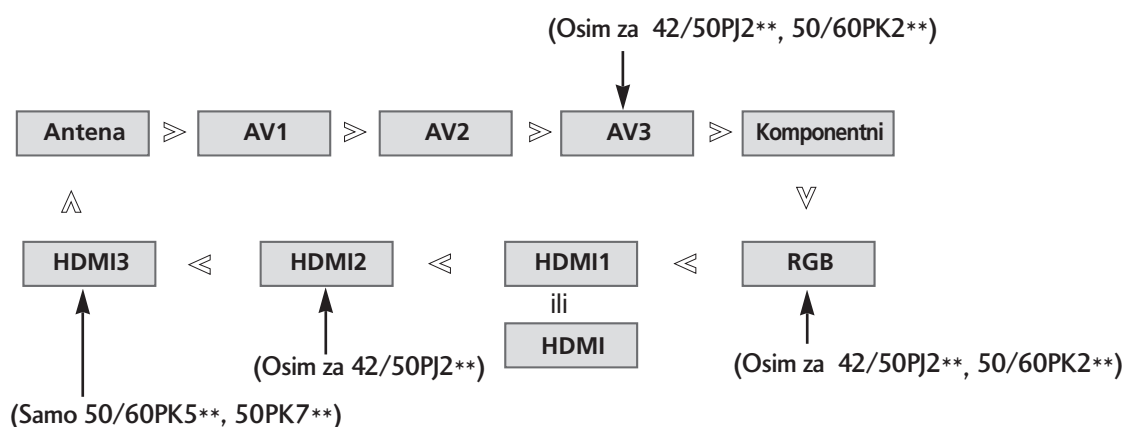 (Osim za 42/50PJ2**, 50/60PK2**)
Antena ≫ AV1 ≫ AV2 ≫ AV3 ≫ Komponentni
HDMI3 ≪ HDMI2 ≪ HDMI1 ≪ RGB
ili
HDMI
(Osim za 42/50PJ2**)
(Osim za 42/50PJ2**, 50/60PK2**)
(Samo 50/60PK5**, 50PK7**)